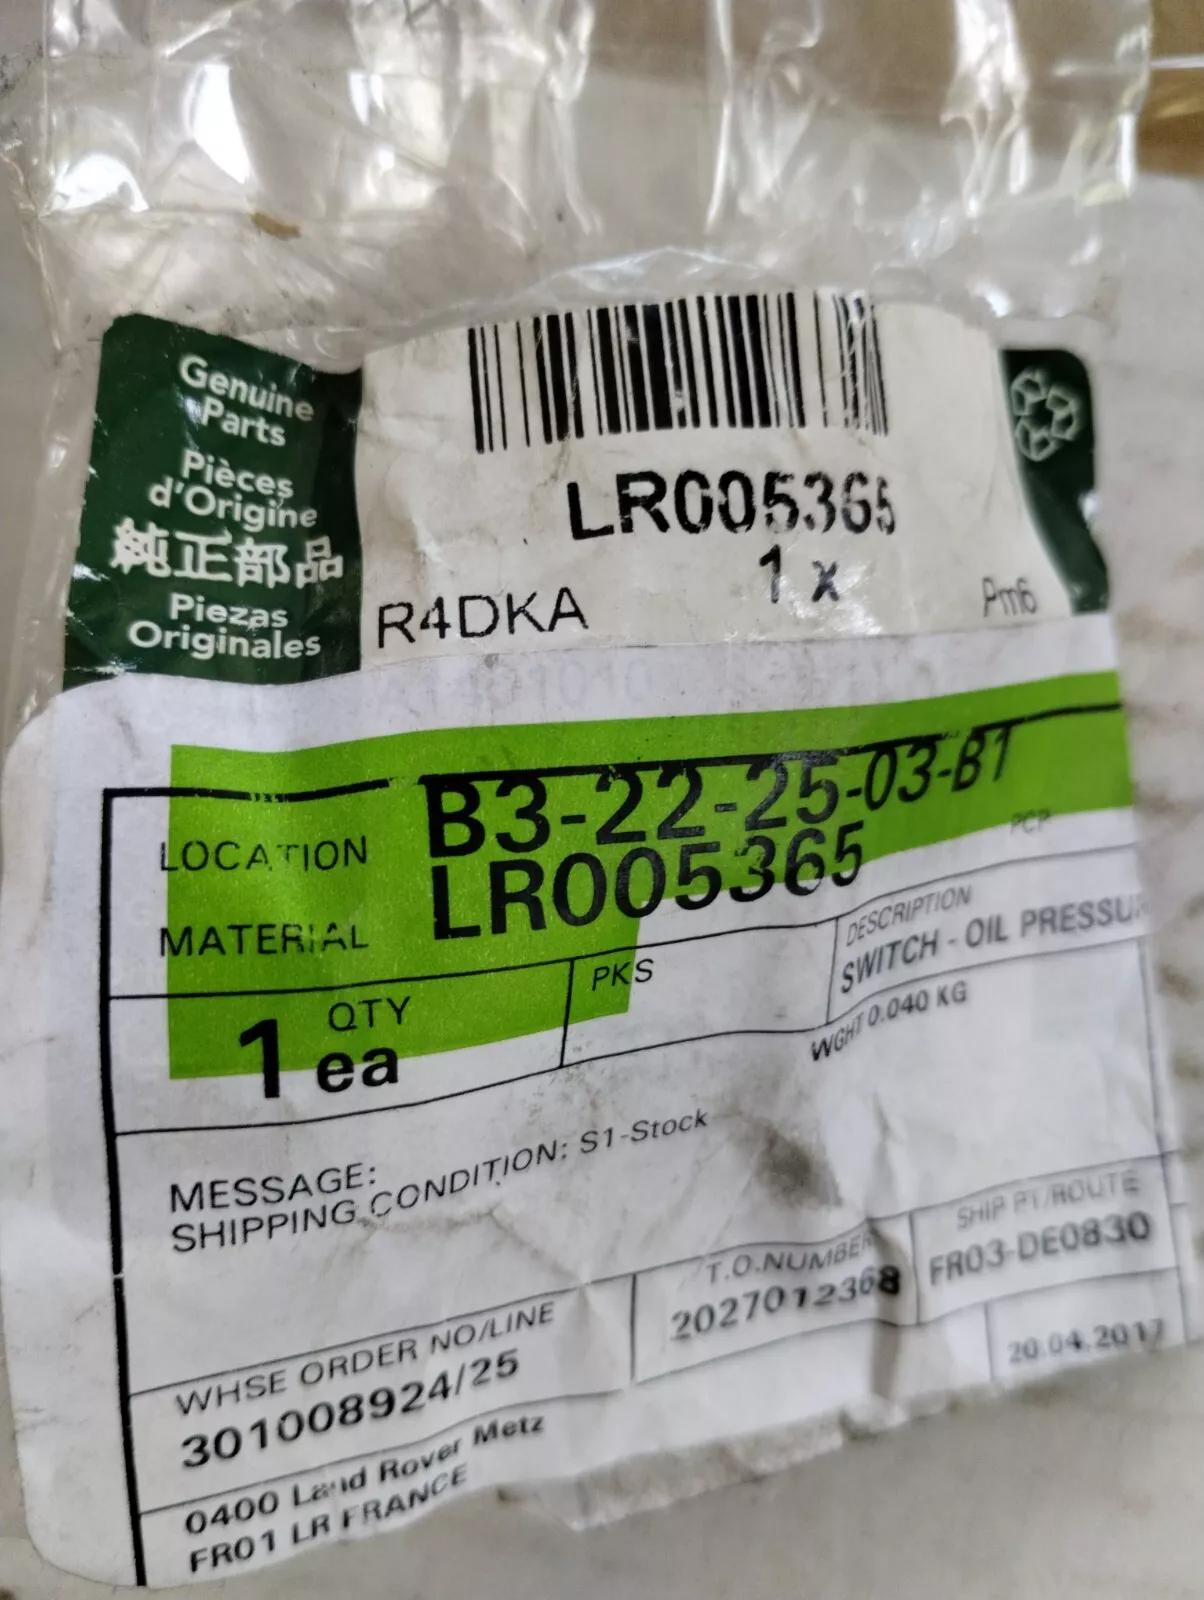 Genuine
Parts
Pièces
d'Origine
純正部品
Piezas
Originales
LR005365
1 x
R4DKA
Pm6
LOCATION
B3-22-25-03-B1
MATERIAL
LR005365
PCP
QTY
1 ea
PKS
DESCRIPTION
SWITCH - OIL PRESSU
WGHT 0.040 KG
MESSAGE:
SHIPPING CONDITION: S1-Stock
WHSE ORDER NO/LINE
301008924/25
T.O.NUMBER
2027012368
SHIP PT/ROUTE
FR03-DE0830
20.04.2017
0400 Land Rover Metz
FR01 LR FRANCE